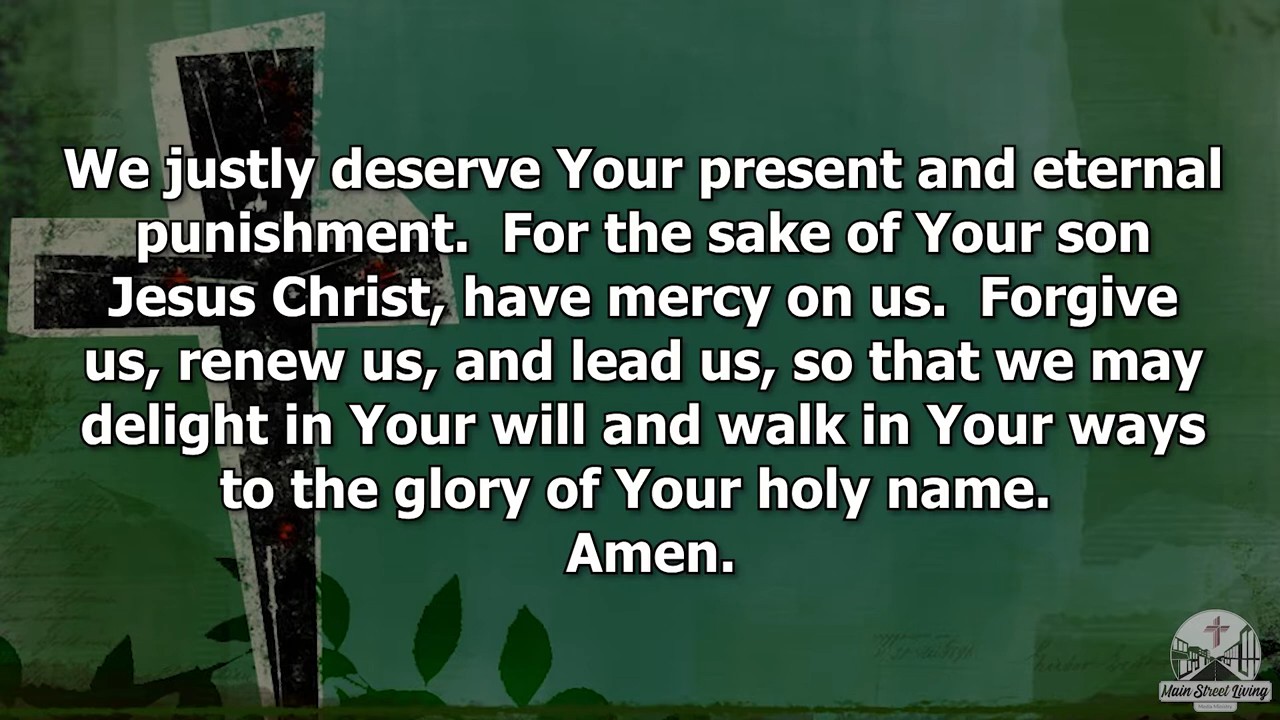 We justly deserve Your present and eternal
punishment.  For the sake of Your son
Jesus Christ, have mercy on us.  Forgive
us, renew us, and lead us, so that we may
delight in Your will and walk in Your ways
to the glory of Your holy name.
Amen.
Main Street Living
Media Ministry